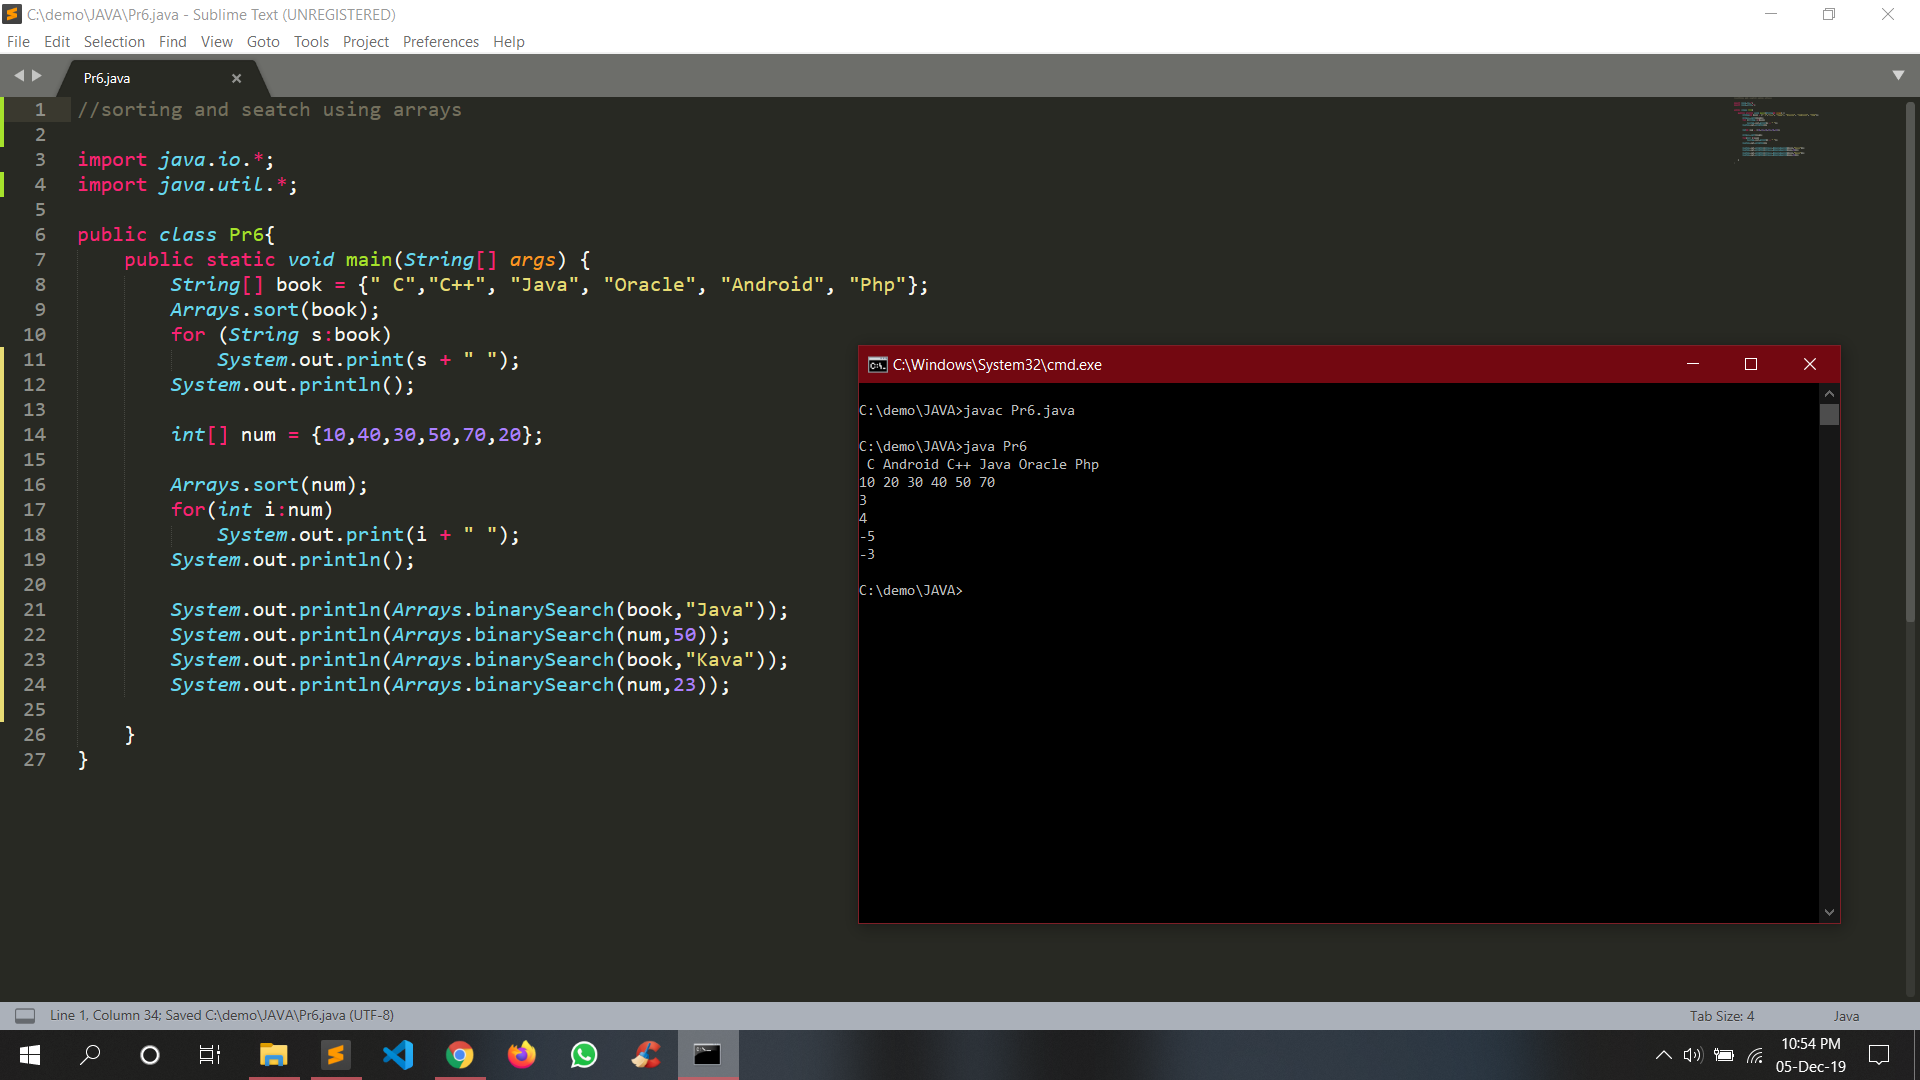 C:\demo\JAVA\Pr6.java - Sublime Text (UNREGISTERED)
File Edit Selection Find View Goto Tools Project Preferences Help
Pr6.java
1 //sorting and seatch using arrays
2
3 import java.io.*;
4 import java.util.*;
5
6 public class Pr6{
7 public static void main(String[] args) {
8 String[] book = {" C","C++", "Java", "Oracle", "Android", "Php"};
9 Arrays.sort(book);
10 for (String s:book)
11 System.out.print(s + " ");
12 System.out.println();
13
14 int[] num = {10,40,30,50,70,20};
15
16 Arrays.sort(num);
17 for(int i:num)
18 System.out.print(i + " ");
19 System.out.println();
20
21 System.out.println(Arrays.binarySearch(book,"Java"));
22 System.out.println(Arrays.binarySearch(num,50));
23 System.out.println(Arrays.binarySearch(book,"Kava"));
24 System.out.println(Arrays.binarySearch(num,23));
25
26 }
27 }
C:\Windows\System32\cmd.exe
C:\demo\JAVA>javac Pr6.java
C:\demo\JAVA>java Pr6
C Android C++ Java Oracle Php
10 20 30 40 50 70
3
4
-5
-3
C:\demo\JAVA>
Line 1, Column 34; Saved C:\demo\JAVA\Pr6.java (UTF-8)
Tab Size: 4
Java
10:54 PM
05-Dec-19